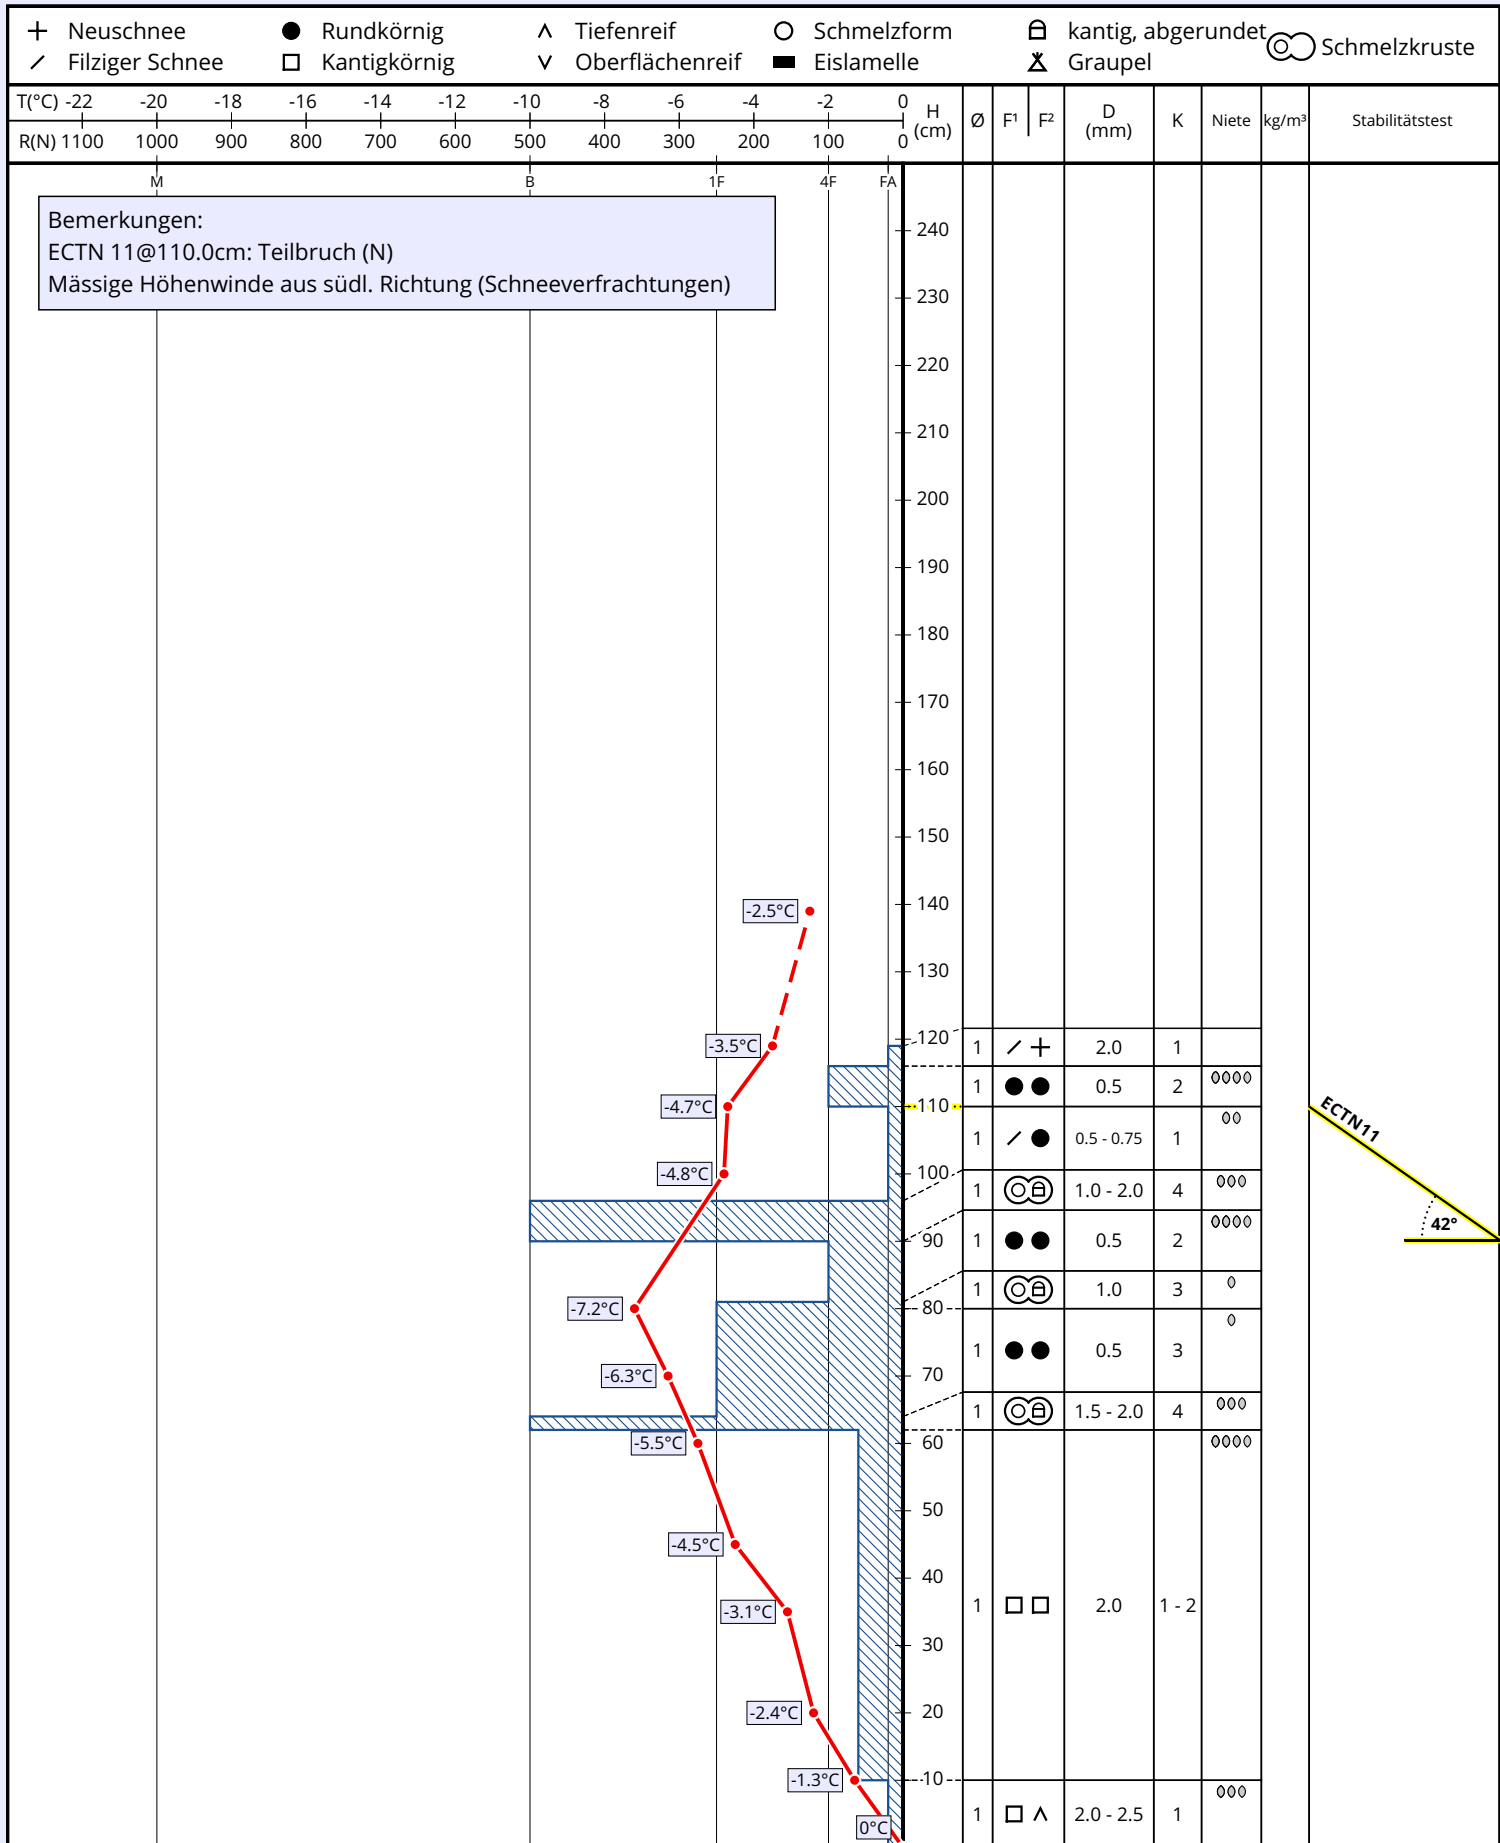 Neuschnee Rundkörnig Tiefenreif Schmelzform kantig, abgerundet Schmelzkruste
Filziger Schnee Kantigkörnig Oberflächenreif Eislamelle Graupel
T(°C) -22 -20 -18 -16 -14 -12 -10 -8 -6 -4 -2 0
R(N) 1100 1000 900 800 700 600 500 400 300 200 100 0
H (cm) Ø F¹ F² D (mm) K Niete kg/m³ Stabilitätstest
M B 1F 4F FA
Bemerkungen:
ECTN 11@110.0cm: Teilbruch (N)
Mässige Höhenwinde aus südl. Richtung (Schneeverfrachtungen)
240
230
220
210
200
190
180
170
160
150
140
-2.5°C
130
120
-3.5°C
1 2.0 1
1 0.5 2
-4.7°C
110
ECTN11
1 0.5 - 0.75 1
-4.8°C
100
1 1.0 - 2.0 4
42°
90
1 0.5 2
1 1.0 3
-7.2°C
80
1 0.5 3
-6.3°C
70
1 1.5 - 2.0 4
-5.5°C
60
50
-4.5°C
40
-3.1°C
1 2.0 1 - 2
30
-2.4°C
20
-1.3°C
10
1 2.0 - 2.5 1
0°C